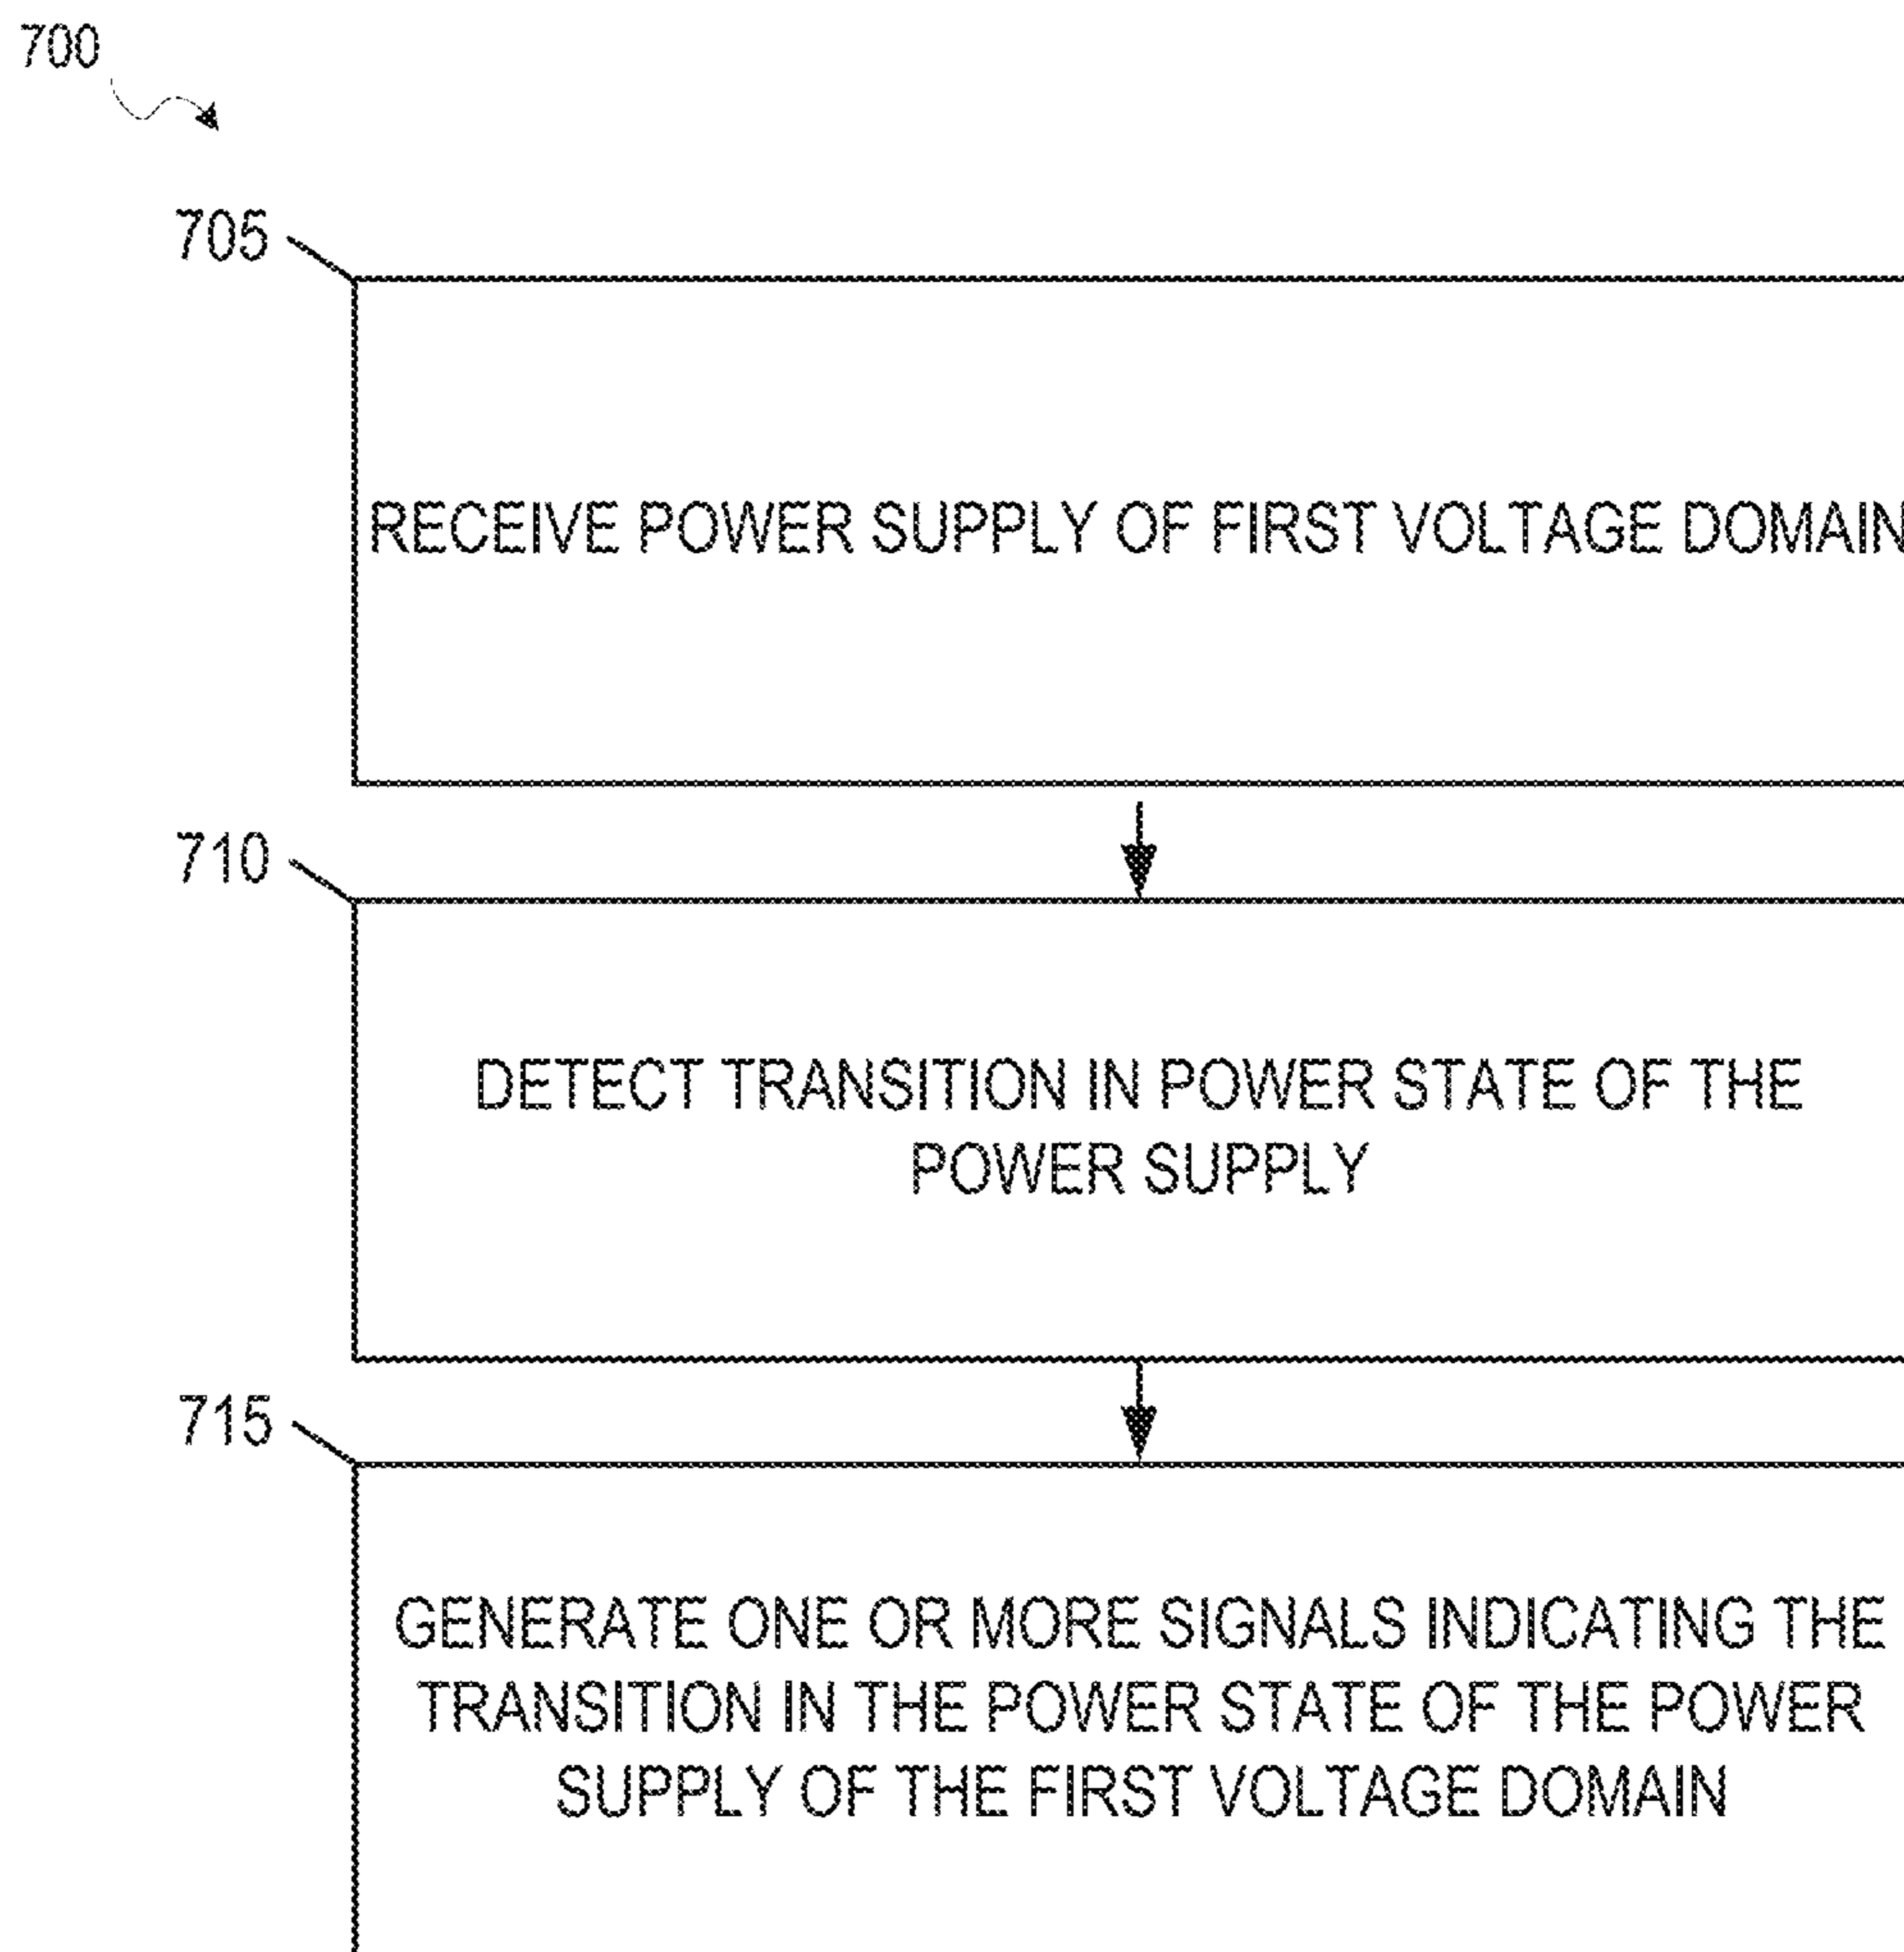 700
705
RECEIVE POWER SUPPLY OF FIRST VOLTAGE DOMAIN
710
DETECT TRANSITION IN POWER STATE OF THE
POWER SUPPLY
715
GENERATE ONE OR MORE SIGNALS INDICATING THE
TRANSITION IN THE POWER STATE OF THE POWER
SUPPLY OF THE FIRST VOLTAGE DOMAIN